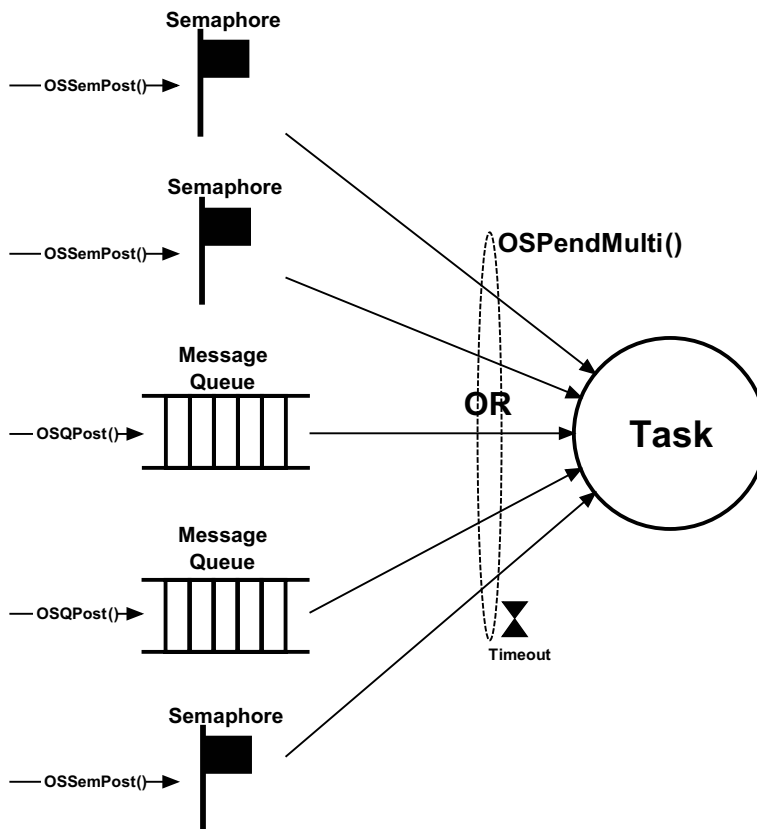 Semaphore
OSSemPost()
Semaphore
OSPendMulti()
OSSemPost()
Message
Queue
OR
OSQPost()
Task
Message
Queue
OSQPost()
Timeout
Semaphore
OSSemPost()